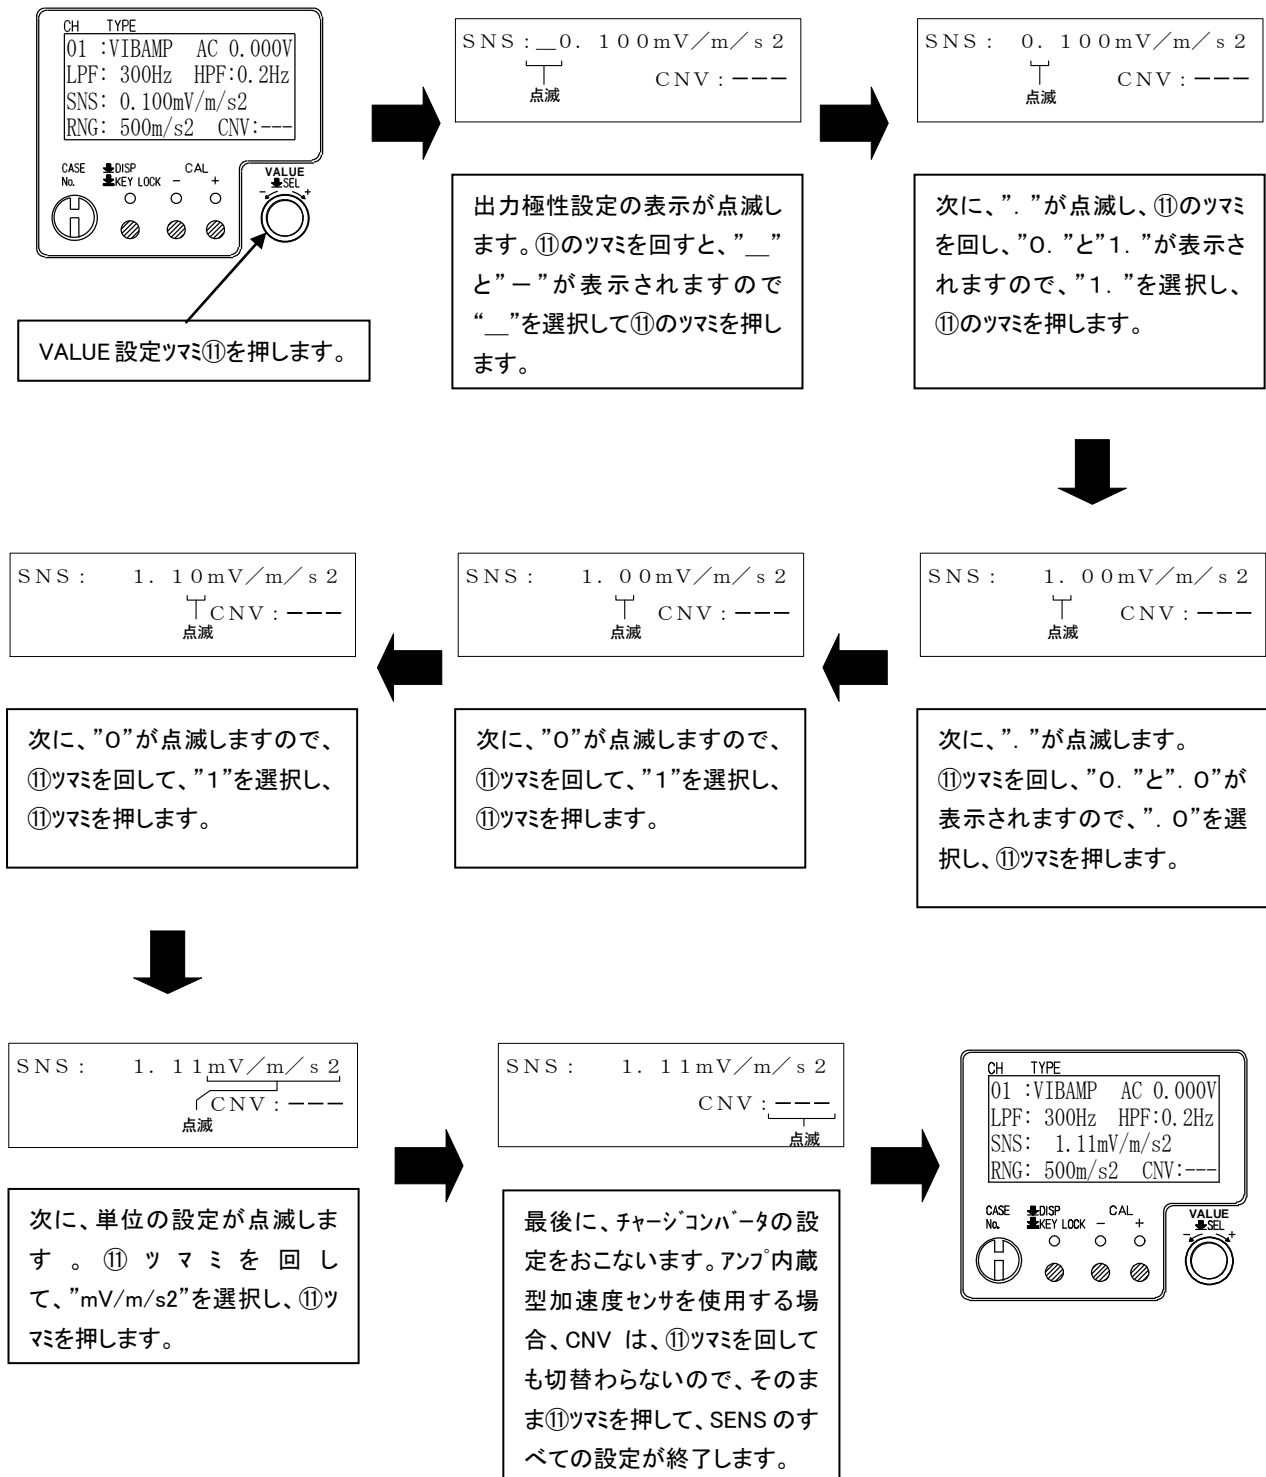 CH TYPE
01 :VIBAMP AC 0.000V
LPF: 300Hz HPF:0.2Hz
SNS: 0.100mV/m/s2
RNG: 500m/s2 CNV:---
CASE No.
DISP
KEY LOCK
CAL
- +
VALUE
SEL
- +
VALUE 設定ツマミ⑪を押します。
SNS:__0. 100mV/m/s2
CNV:---
点滅
出力極性設定の表示が点滅し
ます。⑪のツマミを回すと、”__”
と”-”が表示されますので
“__”を選択して⑪のツマミを押し
ます。
SNS: 0. 100mV/m/s2
CNV:---
点滅
次に、”. ”が点滅し、⑪のツマミ
を回し、”0. ”と”1. ”が表示さ
れますので、”1. ”を選択し、
⑪のツマミを押します。
SNS: 1. 00mV/m/s2
CNV:---
点滅
次に、”. ”が点滅します。
⑪ツマミを回し、”0. ”と”. 0”が
表示されますので、”. 0”を選
択し、⑪ツマミを押します。
SNS: 1. 00mV/m/s2
CNV:---
点滅
次に、”0”が点滅しますので、
⑪ツマミを回して、”1”を選択し、
⑪ツマミを押します。
SNS: 1. 10mV/m/s2
CNV:---
点滅
次に、”0”が点滅しますので、
⑪ツマミを回して、”1”を選択し、
⑪ツマミを押します。
SNS: 1. 11mV/m/s2
CNV:---
点滅
次に、単位の設定が点滅しま
す。⑪ツマミを回し
て、”mV/m/s2”を選択し、⑪ツ
マミを押します。
SNS: 1. 11mV/m/s2
CNV:---
点滅
最後に、チャージコンバータの設
定をおこないます。アンプ内蔵
型加速度センサを使用する場
合、CNV は、⑪ツマミを回して
も切替わらないので、そのま
ま⑪ツマミを押して、SENS のす
べての設定が終了します。
CH TYPE
01 :VIBAMP AC 0.000V
LPF: 300Hz HPF:0.2Hz
SNS: 1.11mV/m/s2
RNG: 500m/s2 CNV:---
CASE No.
DISP
KEY LOCK
CAL
- +
VALUE
SEL
- +